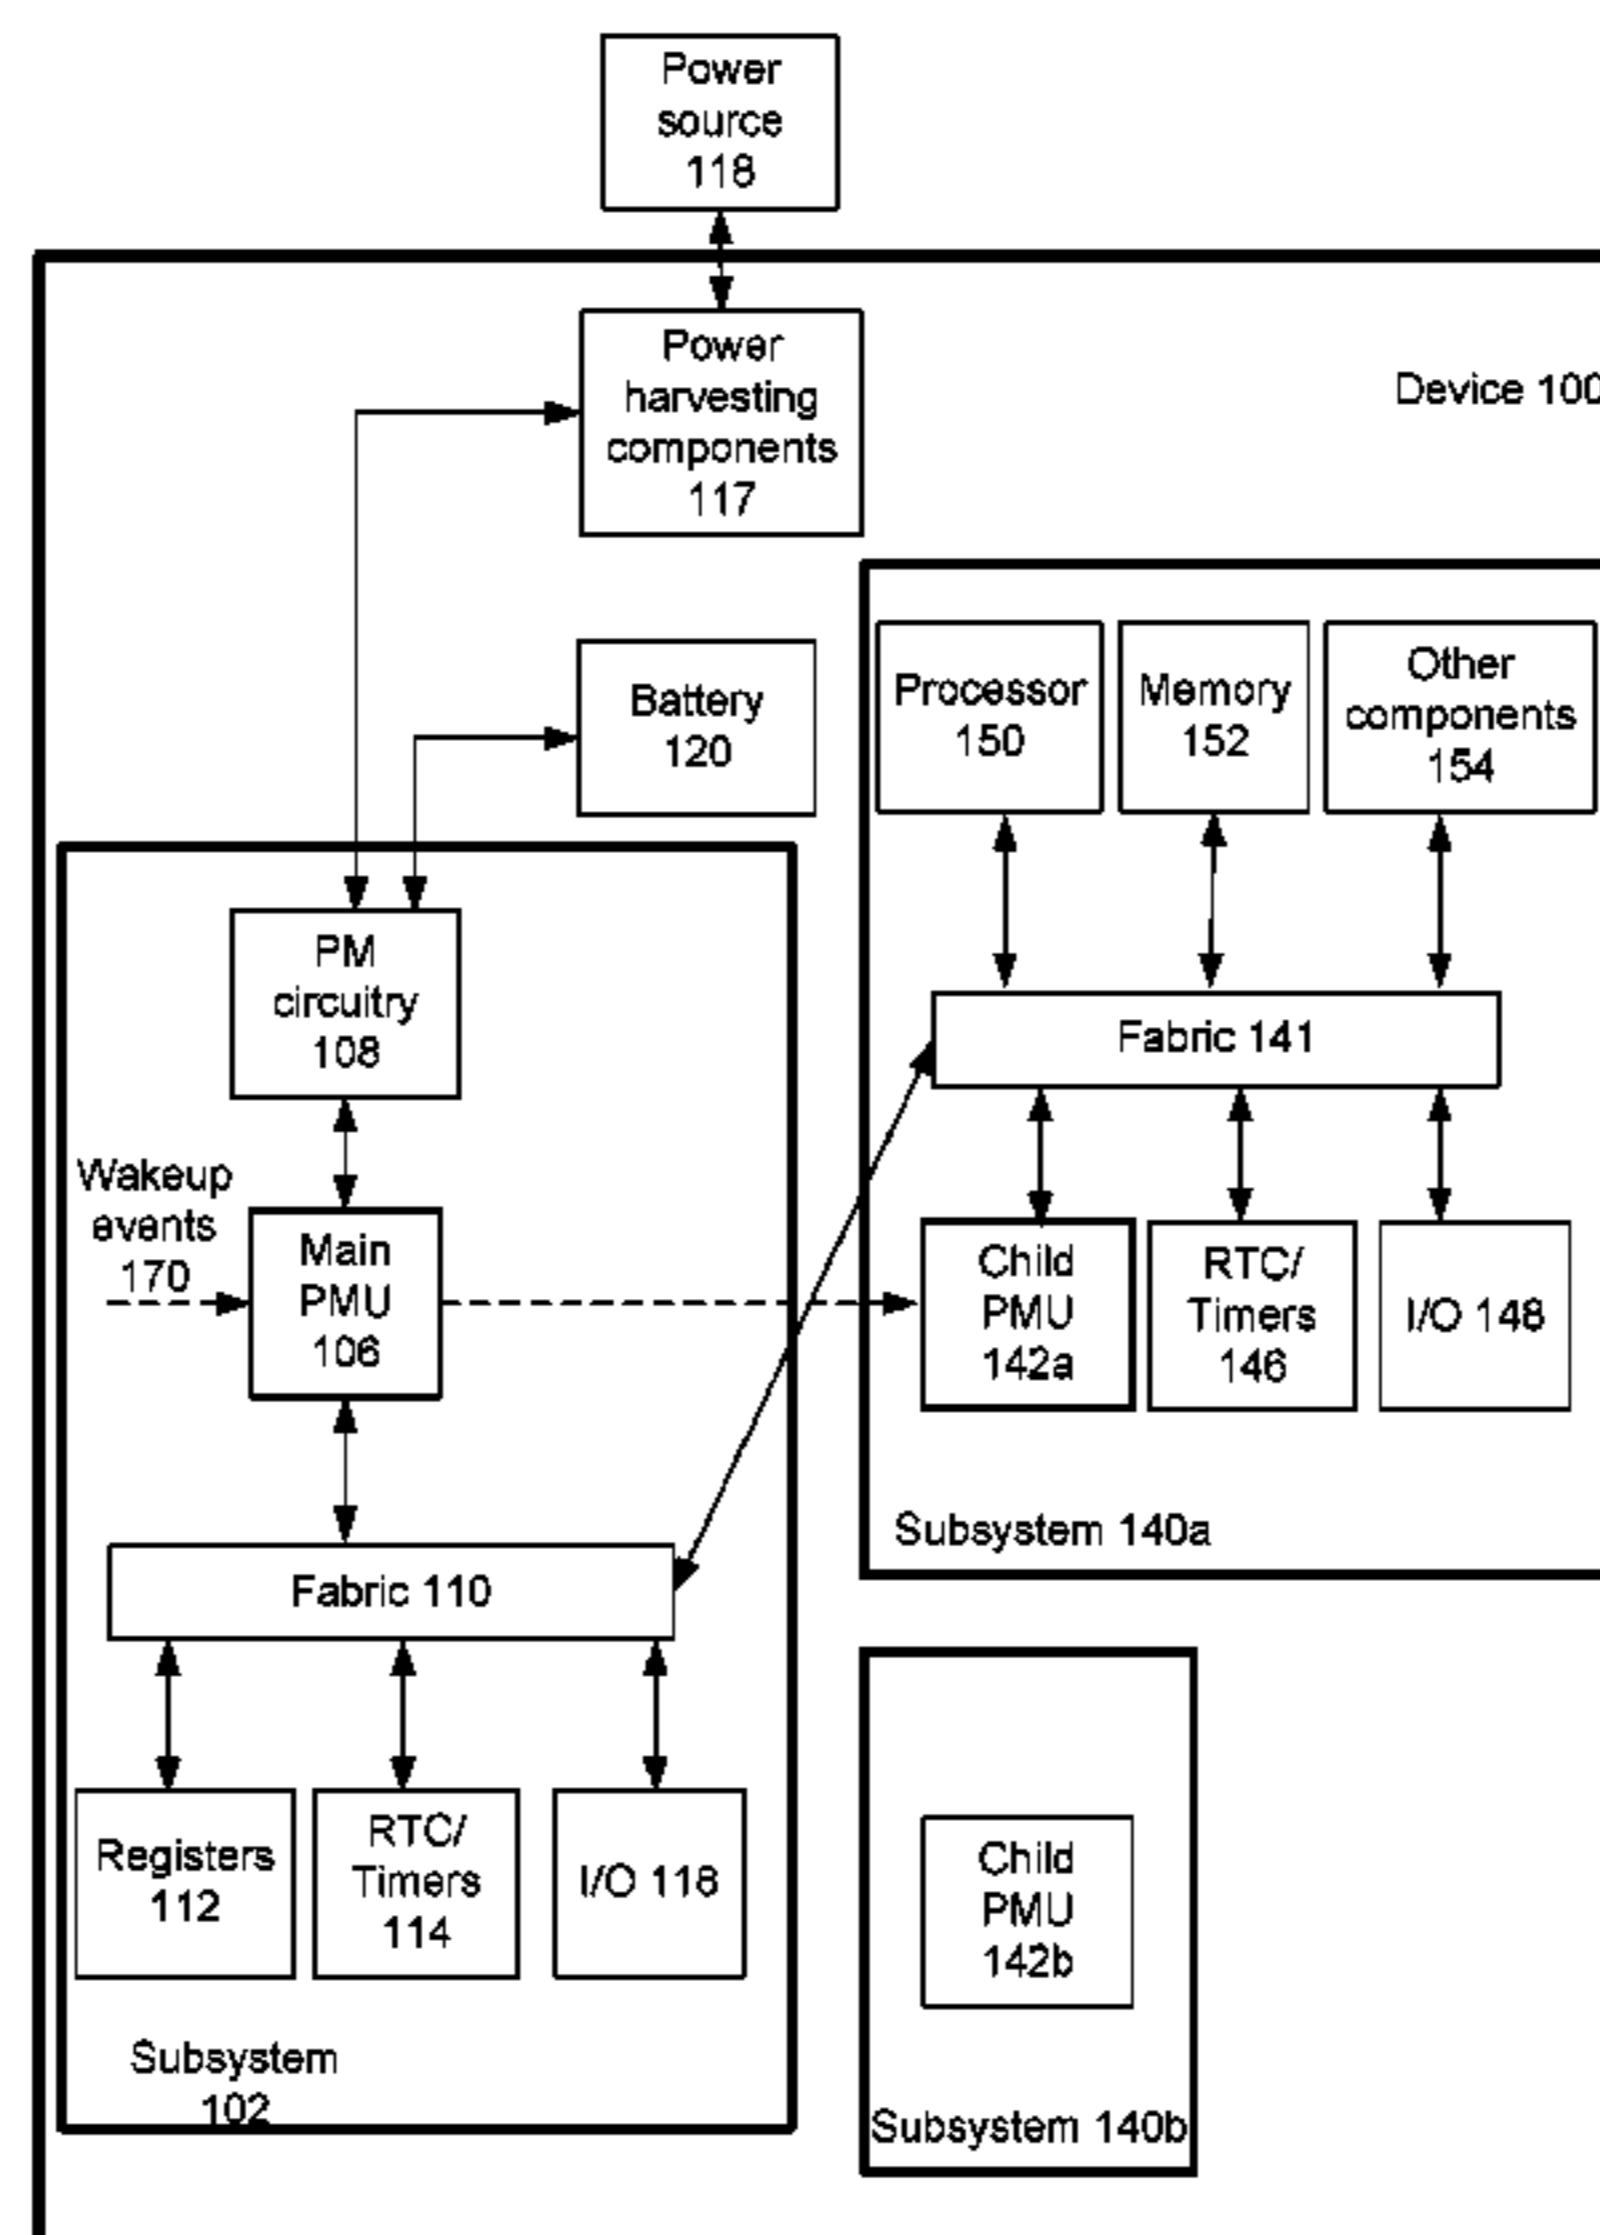 Power
source
118
Power
harvesting
components
117
Device 100
Battery
120
Processor
150
Memory
152
Other
components
154
PM
circuitry
108
Fabric 141
Wakeup
events
170
Main
PMU
106
Child
PMU
142a
RTC/
Timers
146
I/O 148
Subsystem 140a
Fabric 110
Registers
112
RTC/
Timers
114
I/O 118
Child
PMU
142b
Subsystem
102
Subsystem 140b